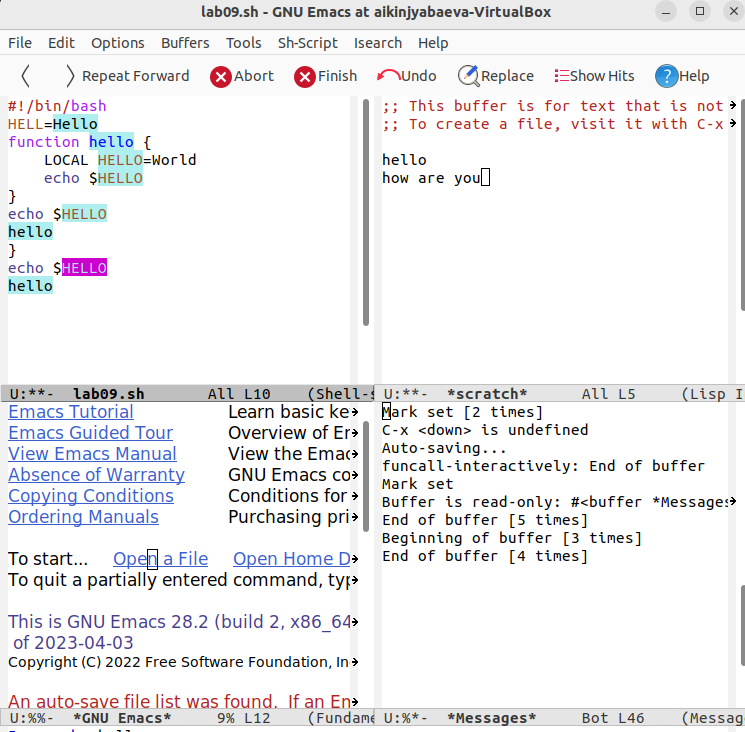 lab09.sh - GNU Emacs at aikinjyabaeva-VirtualBox
File Edit Options Buffers Tools Sh-Script Isearch Help
Repeat Forward Abort Finish Undo Replace Show Hits Help
#!/bin/bash
HELL=Hello
function hello {
    LOCAL HELLO=World
    echo $HELLO
}
echo $HELLO
hello
}
echo $HELLO
hello
U:**-  lab09.sh       All L10    (Shell-s
;; This buffer is for text that is not
;; To create a file, visit it with C-x
hello
how are you
U:**-  *scratch*      All L5     (Lisp I
Emacs Tutorial Learn basic ke
Emacs Guided Tour Overview of Em
View Emacs Manual View the Emac
Absence of Warranty GNU Emacs co
Copying Conditions Conditions for
Ordering Manuals Purchasing pri
To start... Open a File Open Home D
To quit a partially entered command, typ
This is GNU Emacs 28.2 (build 2, x86_64
of 2023-04-03
Copyright (C) 2022 Free Software Foundation, In
An auto-save file list was found. If an Em
U:%%-  *GNU Emacs*     9% L12    (Fundame
Mark set [2 times]
C-x <down> is undefined
Auto-saving...
funcall-interactively: End of buffer
Mark set
Buffer is read-only: #<buffer *Messages
End of buffer [5 times]
Beginning of buffer [3 times]
End of buffer [4 times]
U:%*-  *Messages*     Bot L46    (Messag